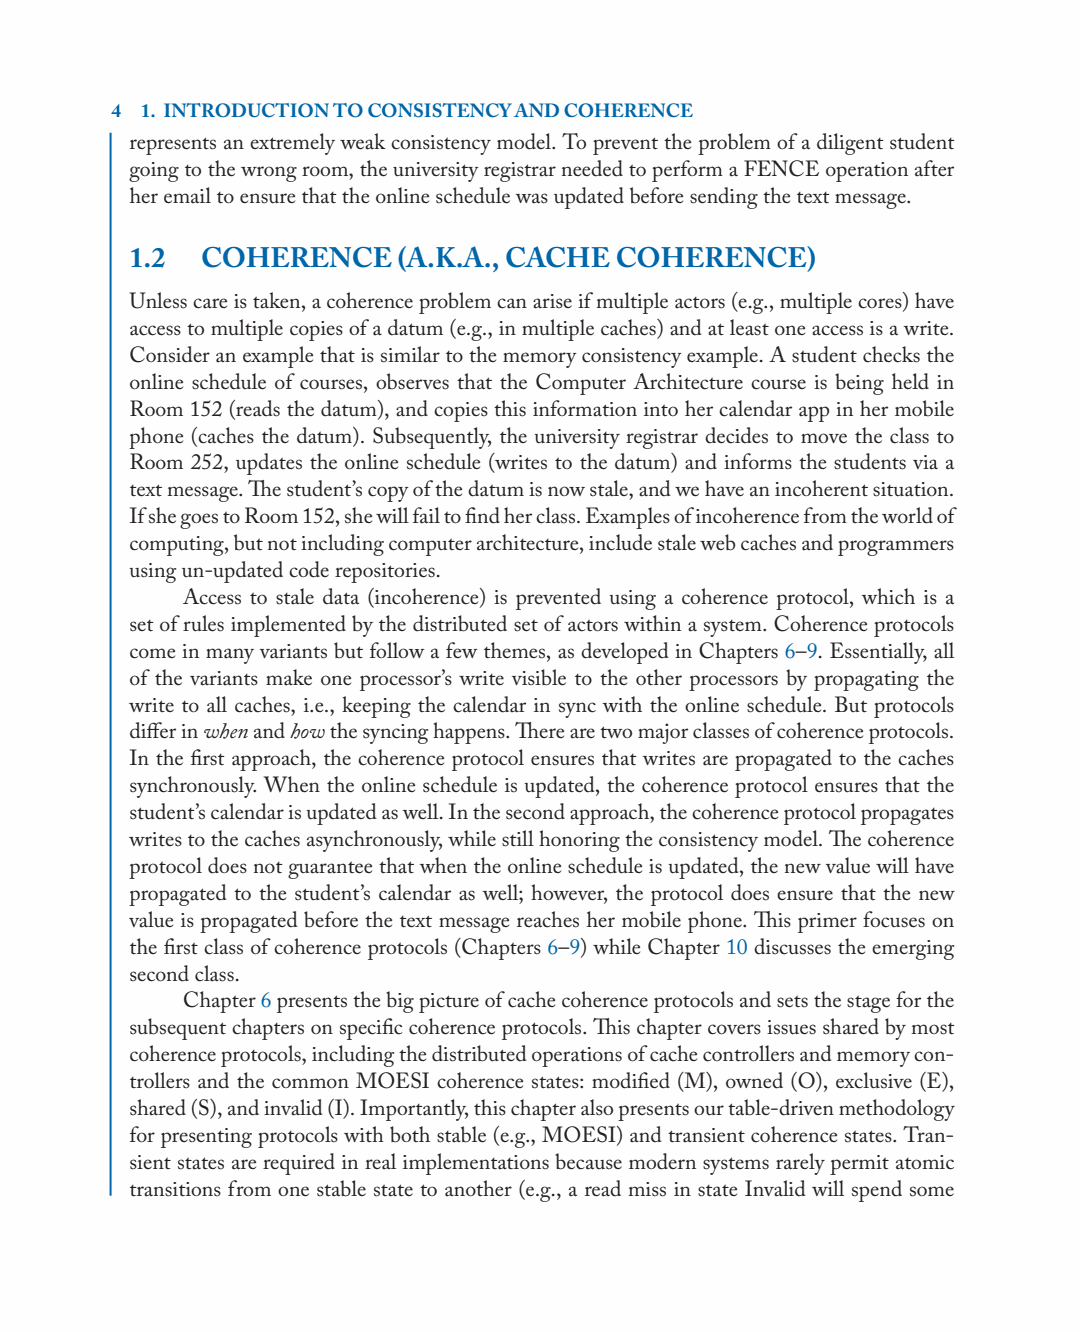 4 1. INTRODUCTION TO CONSISTENCY AND COHERENCE
represents an extremely weak consistency model. To prevent the problem of a diligent student
going to the wrong room, the university registrar needed to perform a FENCE operation after
her email to ensure that the online schedule was updated before sending the text message.
1.2 COHERENCE (A.K.A., CACHE COHERENCE)
Unless care is taken, a coherence problem can arise if multiple actors (e.g., multiple cores) have
access to multiple copies of a datum (e.g., in multiple caches) and at least one access is a write.
Consider an example that is similar to the memory consistency example. A student checks the
online schedule of courses, observes that the Computer Architecture course is being held in
Room 152 (reads the datum), and copies this information into her calendar app in her mobile
phone (caches the datum). Subsequently, the university registrar decides to move the class to
Room 252, updates the online schedule (writes to the datum) and informs the students via a
text message. The student's copy of the datum is now stale, and we have an incoherent situation.
If she goes to Room 152, she will fail to find her class. Examples of incoherence from the world of
computing, but not including computer architecture, include stale web caches and programmers
using un-updated code repositories.
Access to stale data (incoherence) is prevented using a coherence protocol, which is a
set of rules implemented by the distributed set of actors within a system. Coherence protocols
come in many variants but follow a few themes, as developed in Chapters 6–9. Essentially, all
of the variants make one processor's write visible to the other processors by propagating the
write to all caches, i.e., keeping the calendar in sync with the online schedule. But protocols
differ in when and how the syncing happens. There are two major classes of coherence protocols.
In the first approach, the coherence protocol ensures that writes are propagated to the caches
synchronously. When the online schedule is updated, the coherence protocol ensures that the
student's calendar is updated as well. In the second approach, the coherence protocol propagates
writes to the caches asynchronously, while still honoring the consistency model. The coherence
protocol does not guarantee that when the online schedule is updated, the new value will have
propagated to the student's calendar as well; however, the protocol does ensure that the new
value is propagated before the text message reaches her mobile phone. This primer focuses on
the first class of coherence protocols (Chapters 6–9) while Chapter 10 discusses the emerging
second class.
Chapter 6 presents the big picture of cache coherence protocols and sets the stage for the
subsequent chapters on specific coherence protocols. This chapter covers issues shared by most
coherence protocols, including the distributed operations of cache controllers and memory con-
trollers and the common MOESI coherence states: modified (M), owned (O), exclusive (E),
shared (S), and invalid (I). Importantly, this chapter also presents our table-driven methodology
for presenting protocols with both stable (e.g., MOESI) and transient coherence states. Tran-
sient states are required in real implementations because modern systems rarely permit atomic
transitions from one stable state to another (e.g., a read miss in state Invalid will spend some